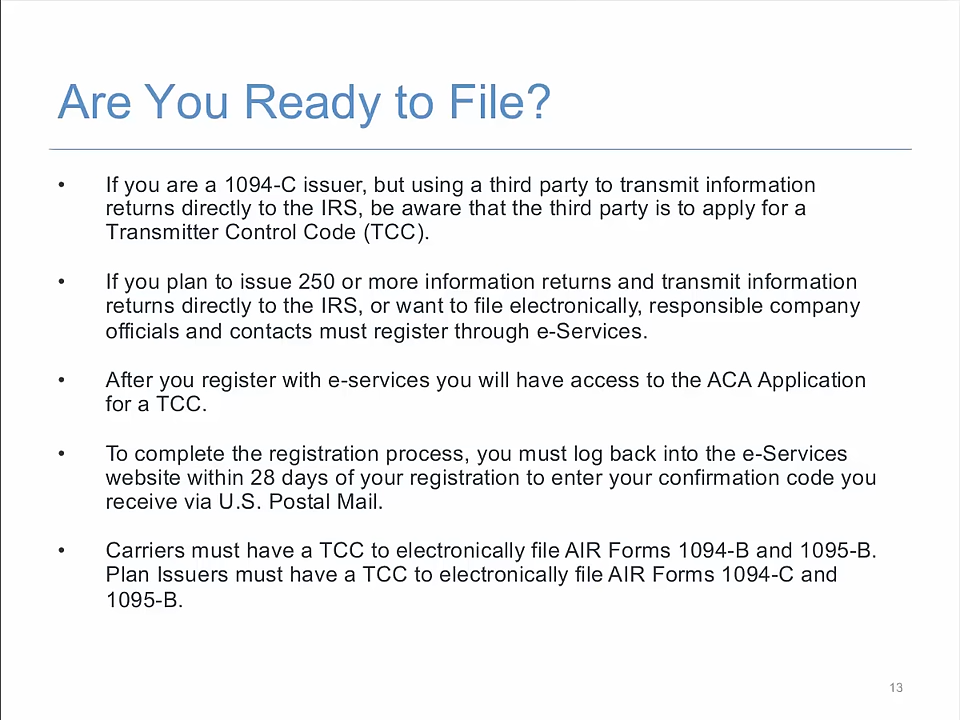 Are You Ready to File?
• If you are a 1094-C issuer, but using a third party to transmit information
returns directly to the IRS, be aware that the third party is to apply for a
Transmitter Control Code (TCC).
• If you plan to issue 250 or more information returns and transmit information
returns directly to the IRS, or want to file electronically, responsible company
officials and contacts must register through e-Services.
• After you register with e-services you will have access to the ACA Application
for a TCC.
• To complete the registration process, you must log back into the e-Services
website within 28 days of your registration to enter your confirmation code you
receive via U.S. Postal Mail.
• Carriers must have a TCC to electronically file AIR Forms 1094-B and 1095-B.
Plan Issuers must have a TCC to electronically file AIR Forms 1094-C and
1095-B.
13